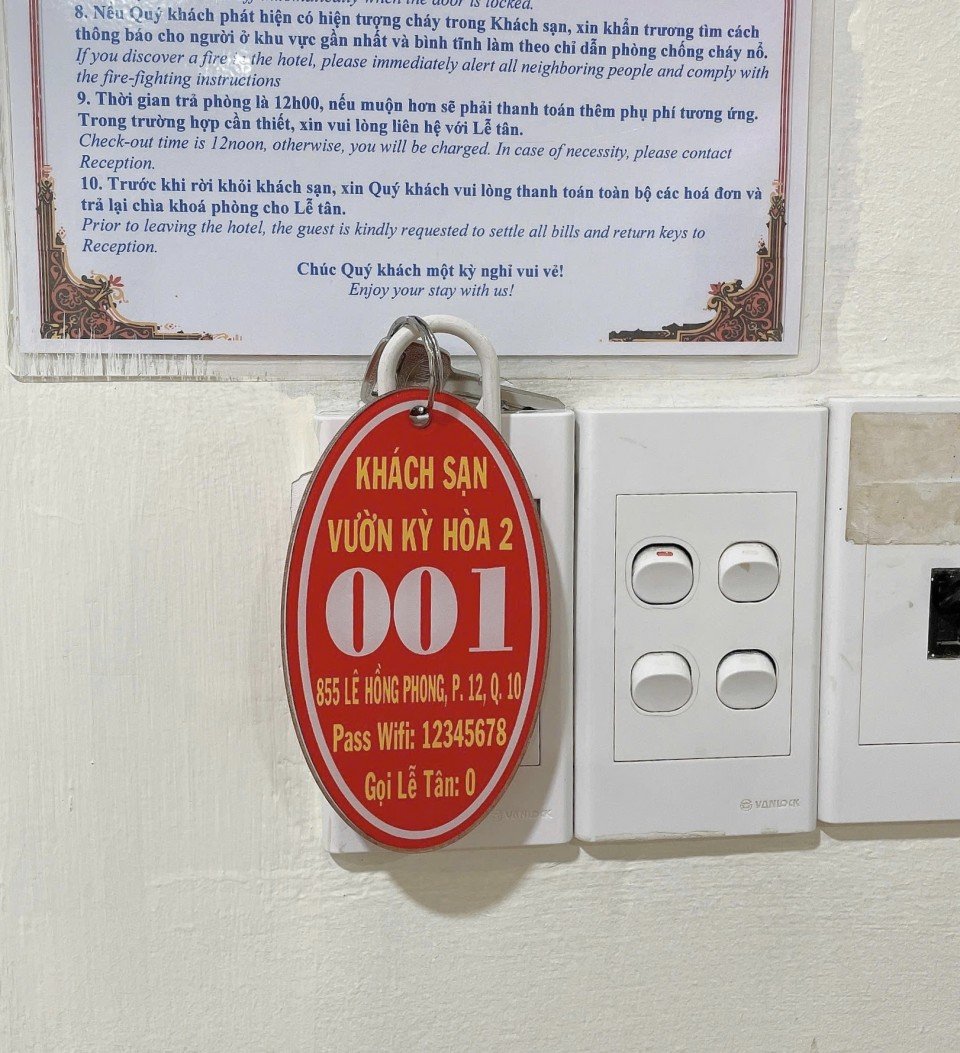 automatically when the door is locked.
8. Nếu Quý khách phát hiện có hiện tượng cháy trong Khách sạn, xin khẩn trương tìm cách
thông báo cho người ở khu vực gần nhất và bình tĩnh làm theo chỉ dẫn phòng chống cháy nổ.
If you discover a fire in the hotel, please immediately alert all neighboring people and comply with
the fire-fighting instructions
9. Thời gian trả phòng là 12h00, nếu muộn hơn sẽ phải thanh toán thêm phụ phí tương ứng.
Trong trường hợp cần thiết, xin vui lòng liên hệ với Lễ tân.
Check-out time is 12noon, otherwise, you will be charged. In case of necessity, please contact
Reception.
10. Trước khi rời khỏi khách sạn, xin Quý khách vui lòng thanh toán toàn bộ các hoá đơn và
trả lại chìa khoá phòng cho Lễ tân.
Prior to leaving the hotel, the guest is kindly requested to settle all bills and return keys to
Reception.
Chúc Quý khách một kỳ nghỉ vui vẻ!
Enjoy your stay with us!
KHÁCH SẠN
VƯỜN KỲ HÒA 2
001
855 LÊ HỒNG PHONG, P. 12, Q. 10
Pass Wifi: 12345678
Gọi Lễ Tân: 0
VANLOCK
VANLOCK